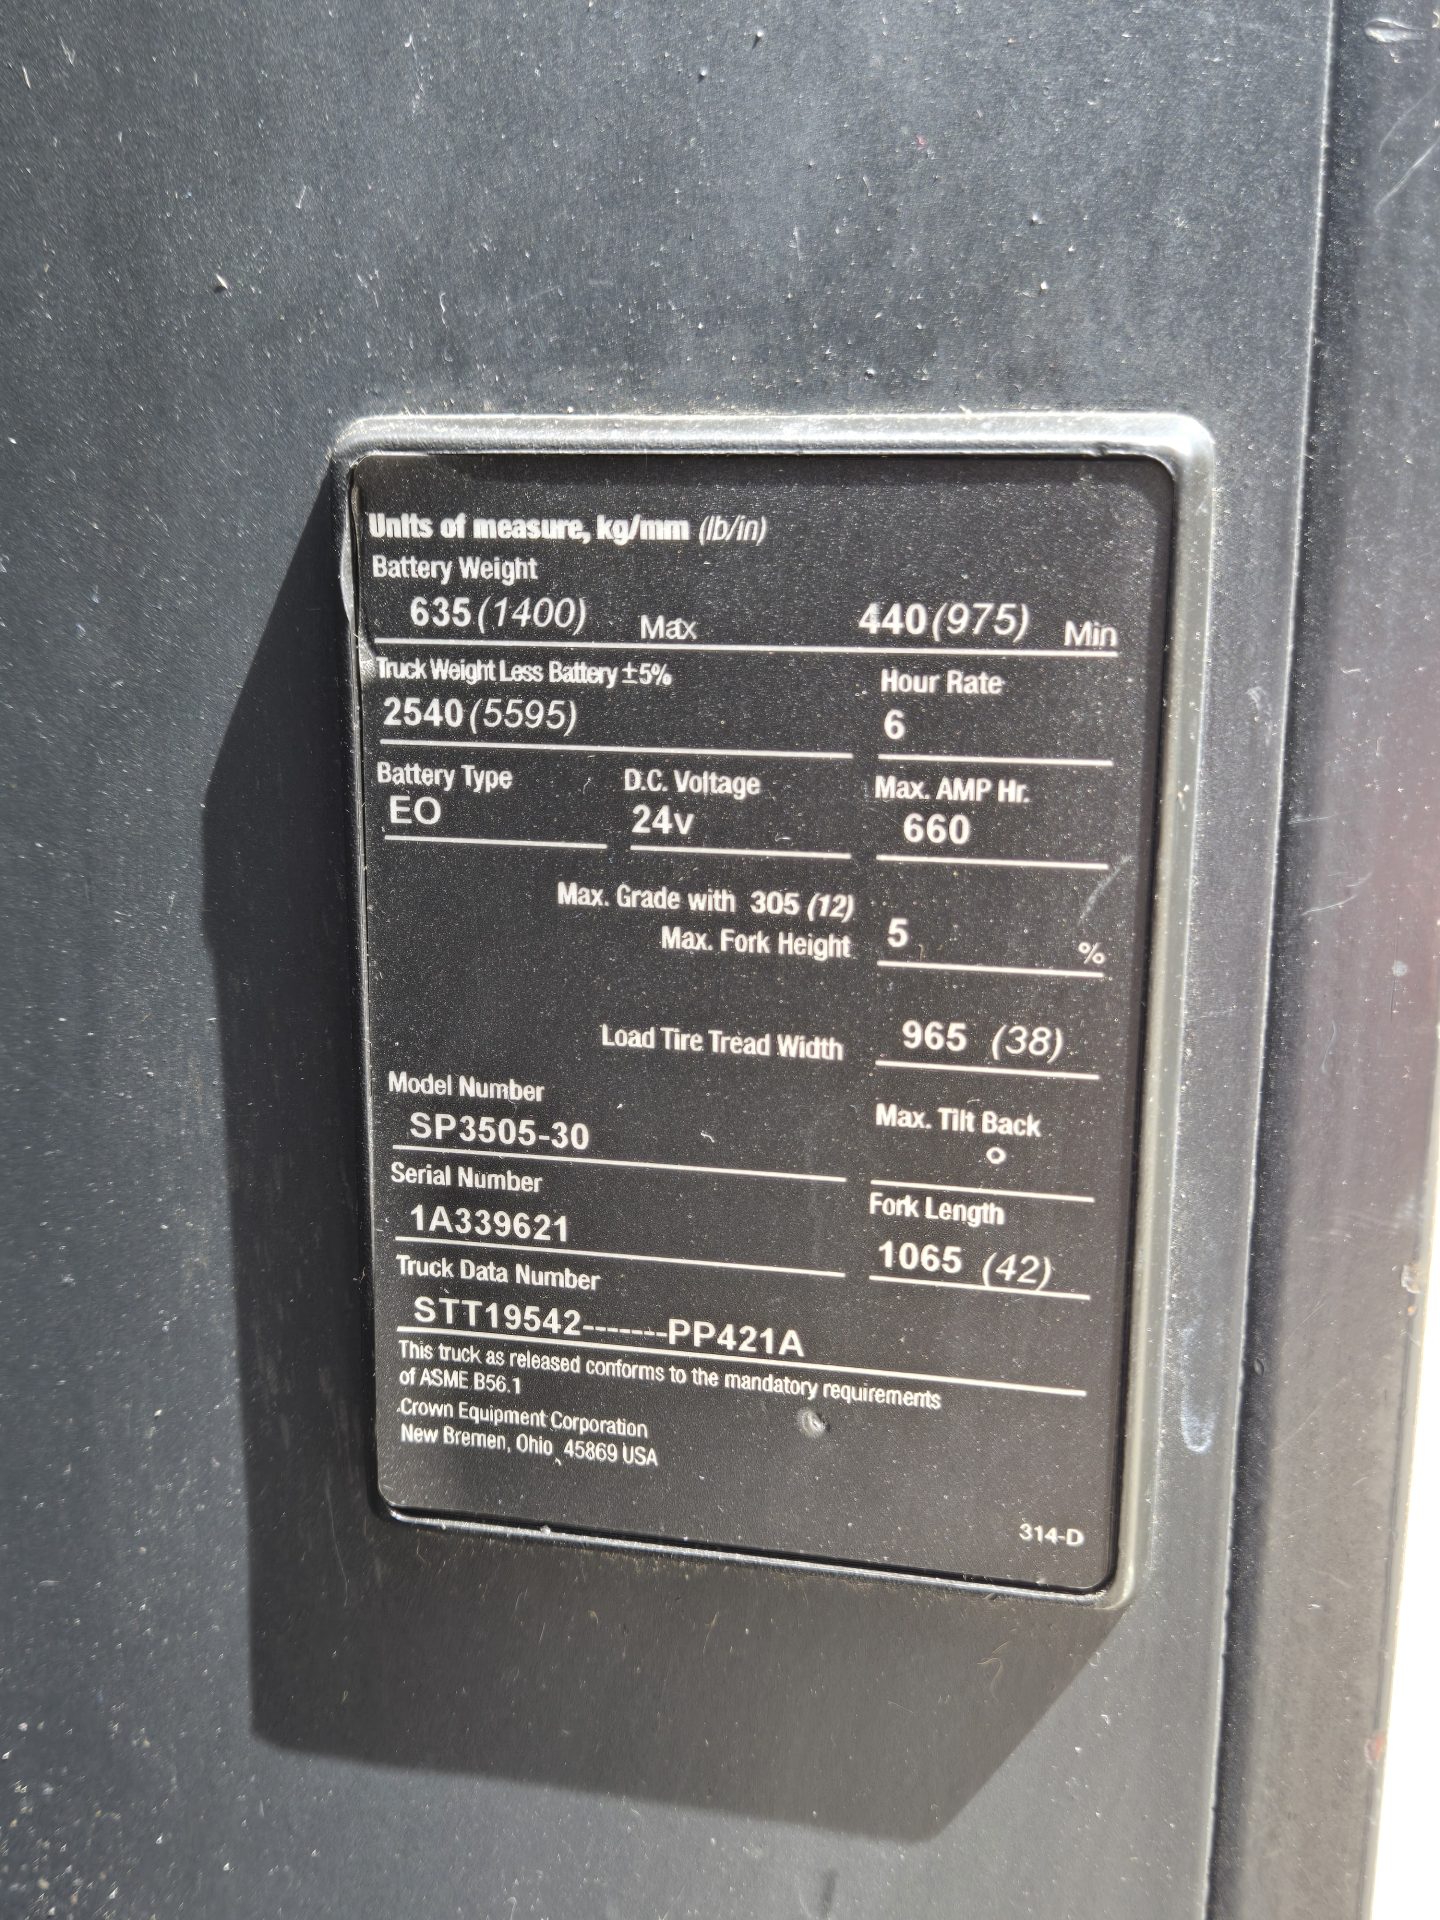 Units of measure, kg/mm (lb/in)
Battery Weight
635 (1400) Max 440 (975) Min
Truck Weight Less Battery ±5% Hour Rate
2540 (5595) 6
Battery Type D.C. Voltage Max. AMP Hr.
EO 24v 660
Max. Grade with 305 (12)
Max. Fork Height 5 %
Load Tire Tread Width 965 (38)
Model Number Max. Tilt Back
SP3505-30 °
Serial Number Fork Length
1A339621 1065 (42)
Truck Data Number
STT19542-------PP421A
This truck as released conforms to the mandatory requirements
of ASME B56.1
Crown Equipment Corporation
New Bremen, Ohio 45869 USA
314-D